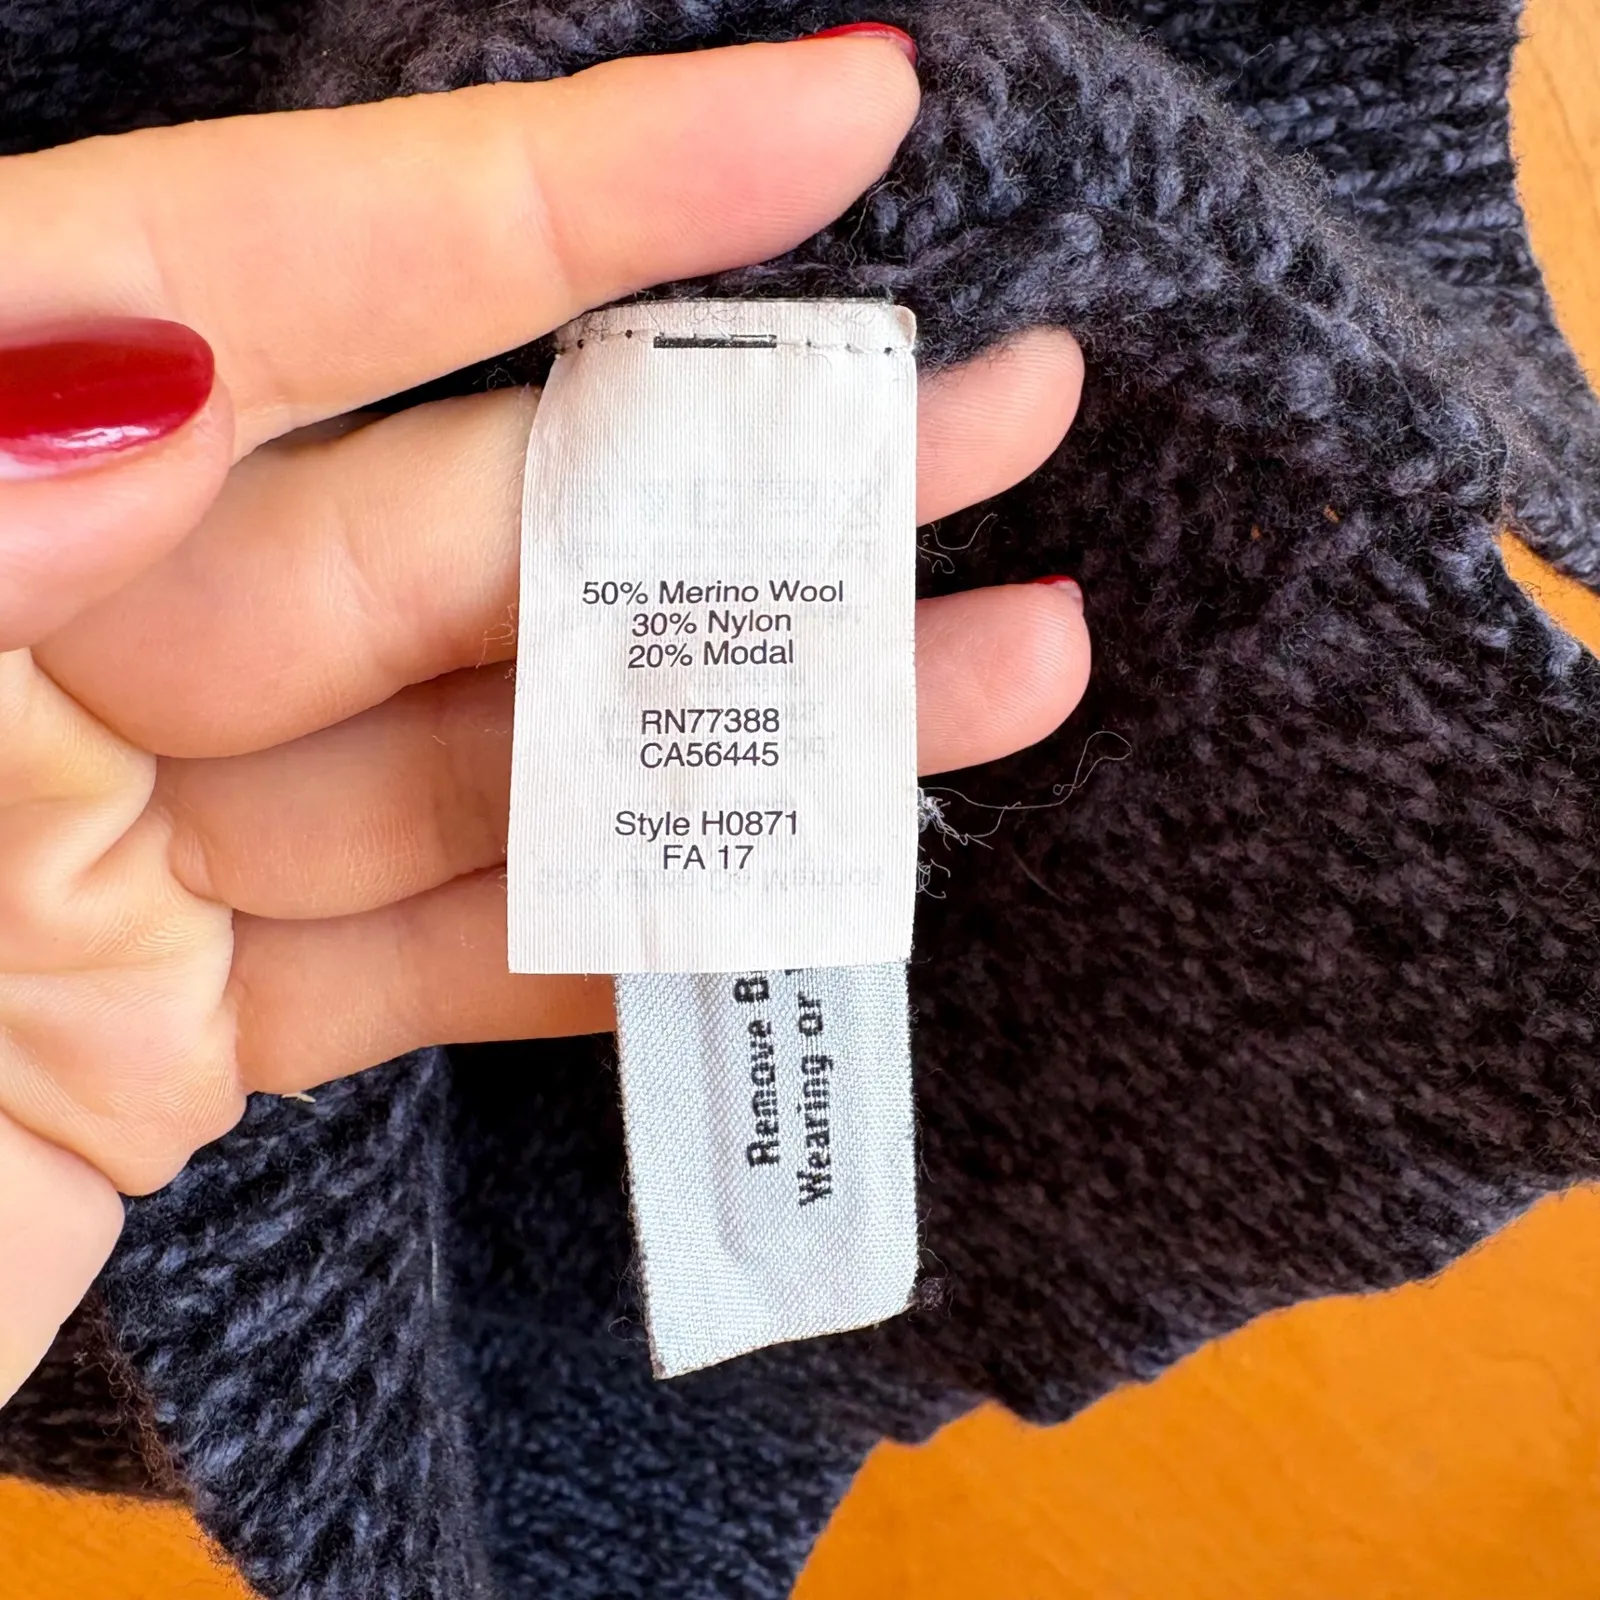 50% Merino Wool
30% Nylon
20% Modal
RN77388
CA56445
Style H0871
FA 17
Remove B
Wearing or